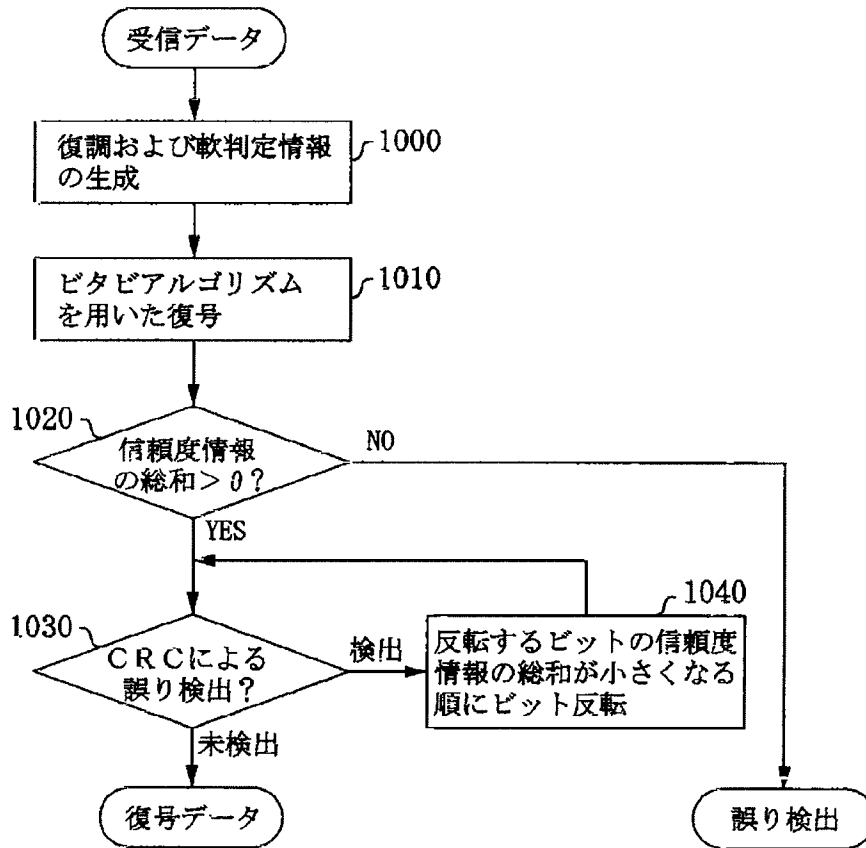 受信データ
復調および軟判定情報
の生成
1000
ビタビアルゴリズム
を用いた復号
1010
1020
信頼度情報
の総和>θ?
NO
YES
1030
CRCによる
誤り検出?
検出
1040
反転するビットの信頼度
情報の総和が小さくなる
順にビット反転
未検出
復号データ
誤り検出